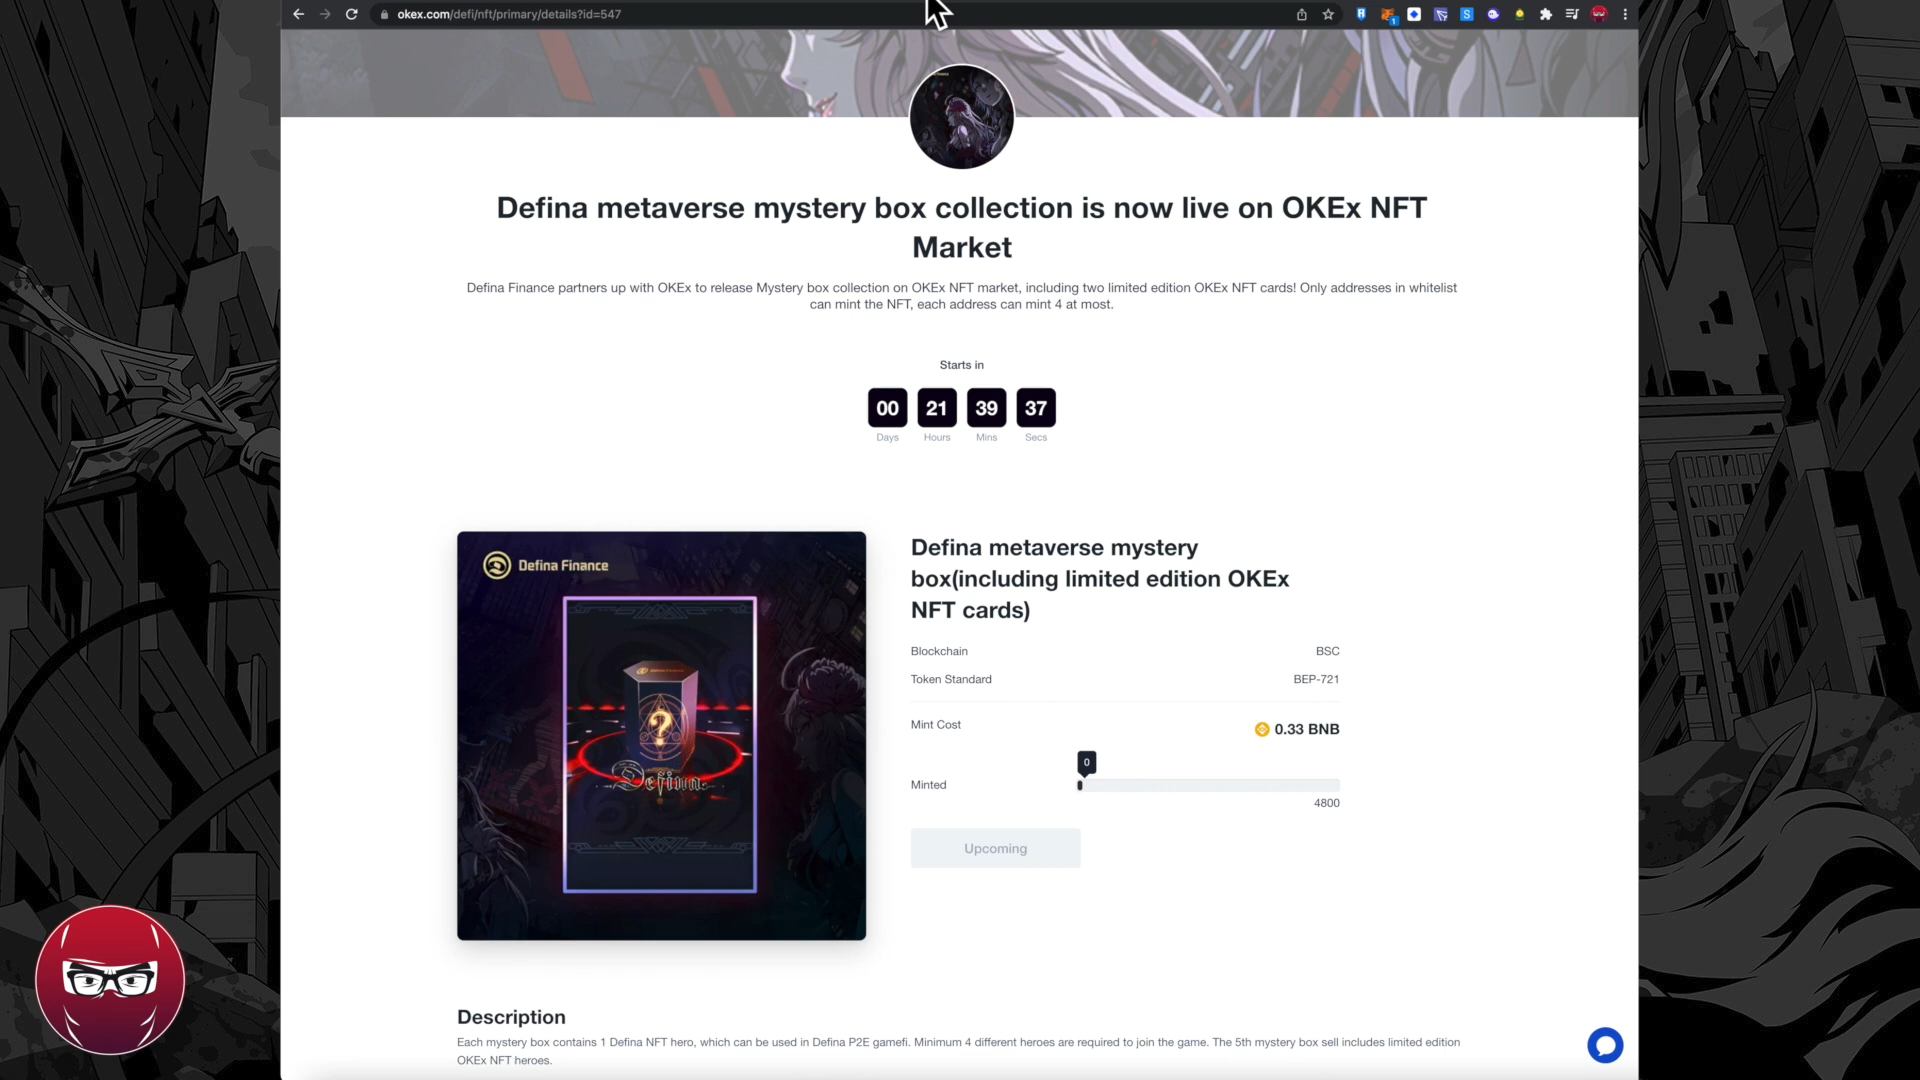 okex.com/defi/nft/primary/details?id=547
Defina metaverse mystery box collection is now live on OKEx NFT
Market
Defina Finance partners up with OKEx to release Mystery box collection on OKEx NFT market, including two limited edition OKEx NFT cards! Only addresses in whitelist
can mint the NFT, each address can mint 4 at most.
Starts in
00 21 39 37
Days Hours Mins Secs
Defina Finance
Defina Finance
?
Defina
Defina metaverse mystery
box(including limited edition OKEx
NFT cards)
Blockchain BSC
Token Standard BEP-721
Mint Cost 0.33 BNB
0
Minted
4800
Upcoming
Description
Each mystery box contains 1 Defina NFT hero, which can be used in Defina P2E gamefi. Minimum 4 different heroes are required to join the game. The 5th mystery box sell includes limited edition
OKEx NFT heroes.